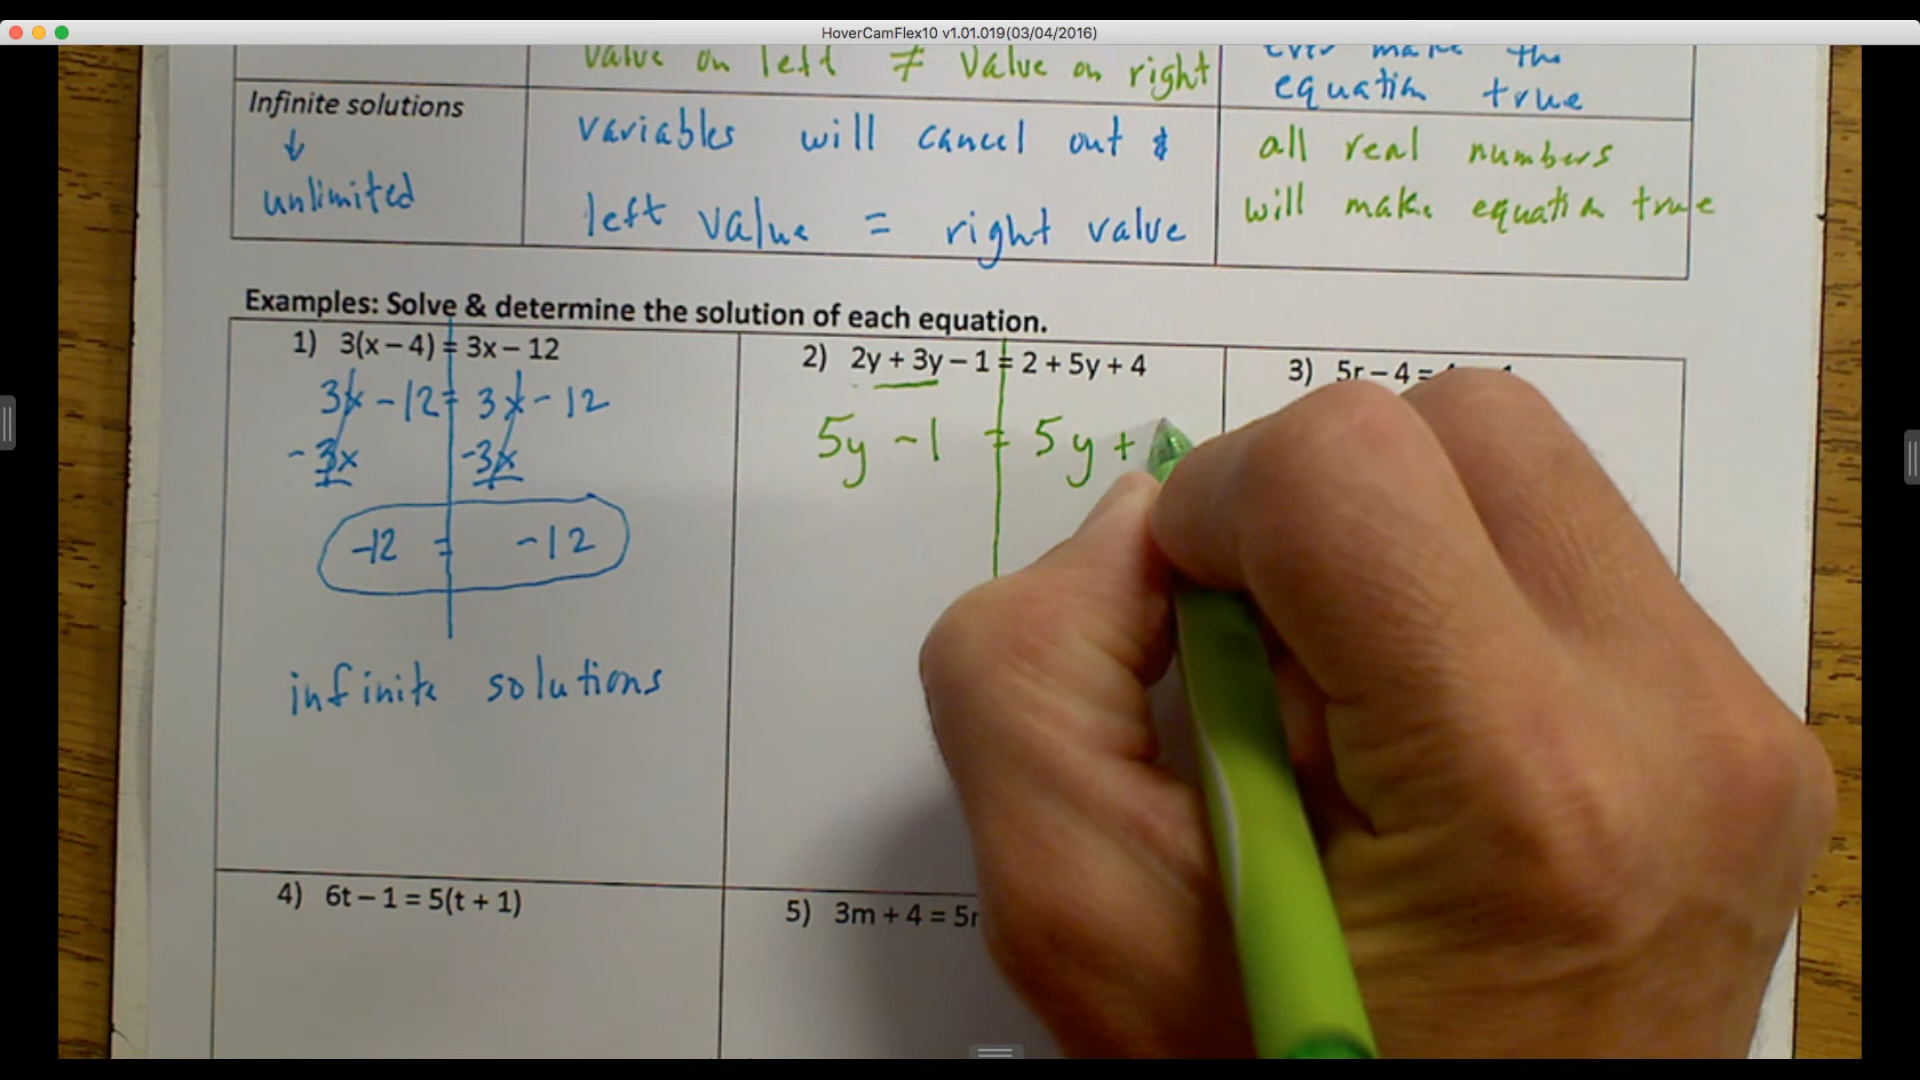 HoverCamFlex10 v1.01.019(03/04/2016)
value on left ≠ value on right
ever make the
equation true
Infinite solutions
↓
unlimited
variables will cancel out &
left value = right value
all real numbers
will make equation true
Examples: Solve & determine the solution of each equation.
1) 3(x – 4) = 3x – 12
3x - 12 = 3x - 12
- 3x -3x
-12 = -12
infinite solutions
2) 2y + 3y – 1 = 2 + 5y + 4
5y - 1 = 5y +
3) 5r – 4 =
4) 6t – 1 = 5(t + 1)
5) 3m + 4 =